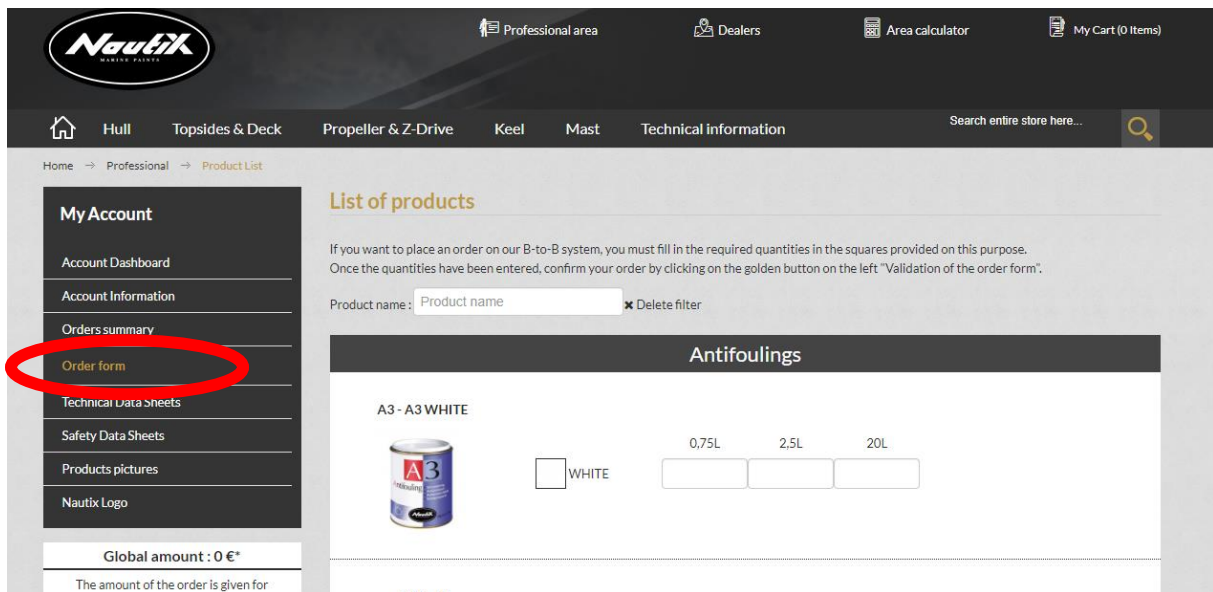 Nautix
MARINE PAINTS
Professional area
Dealers
Area calculator
My Cart (0 Items)
Hull
Topsides & Deck
Propeller & Z-Drive
Keel
Mast
Technical information
Search entire store here...
Home → Professional → Product List
My Account
Account Dashboard
Account Information
Orders summary
Order form
Technical Data Sheets
Safety Data Sheets
Products pictures
Nautix Logo
Global amount : 0 €*
The amount of the order is given for
List of products
If you want to place an order on our B-to-B system, you must fill in the required quantities in the squares provided on this purpose.
Once the quantities have been entered, confirm your order by clicking on the golden button on the left "Validation of the order form".
Product name : Product name ✖ Delete filter
Antifoulings
A3 - A3 WHITE
A3
Antifouling
Nautix
0,75L 2,5L 20L
WHITE